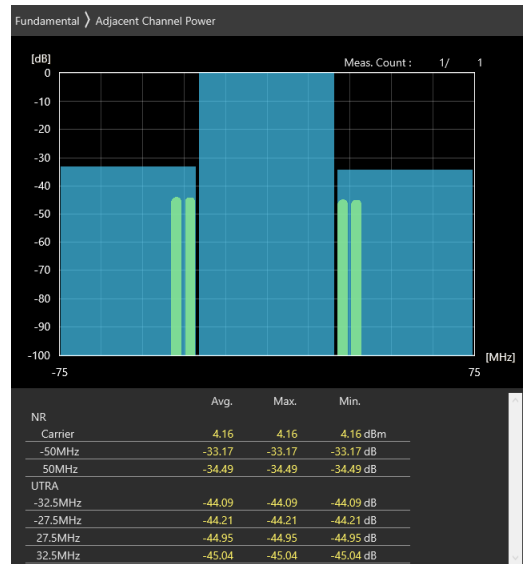 Fundamental 〉 Adjacent Channel Power
[dB]
Meas. Count : 1/ 1
0
-10
-20
-30
-40
-50
-60
-70
-80
-90
-100
[MHz]
-75 75
Avg. Max. Min.
NR
Carrier 4.16 4.16 4.16 dBm
-50MHz -33.17 -33.17 -33.17 dB
50MHz -34.49 -34.49 -34.49 dB
UTRA
-32.5MHz -44.09 -44.09 -44.09 dB
-27.5MHz -44.21 -44.21 -44.21 dB
27.5MHz -44.95 -44.95 -44.95 dB
32.5MHz -45.04 -45.04 -45.04 dB